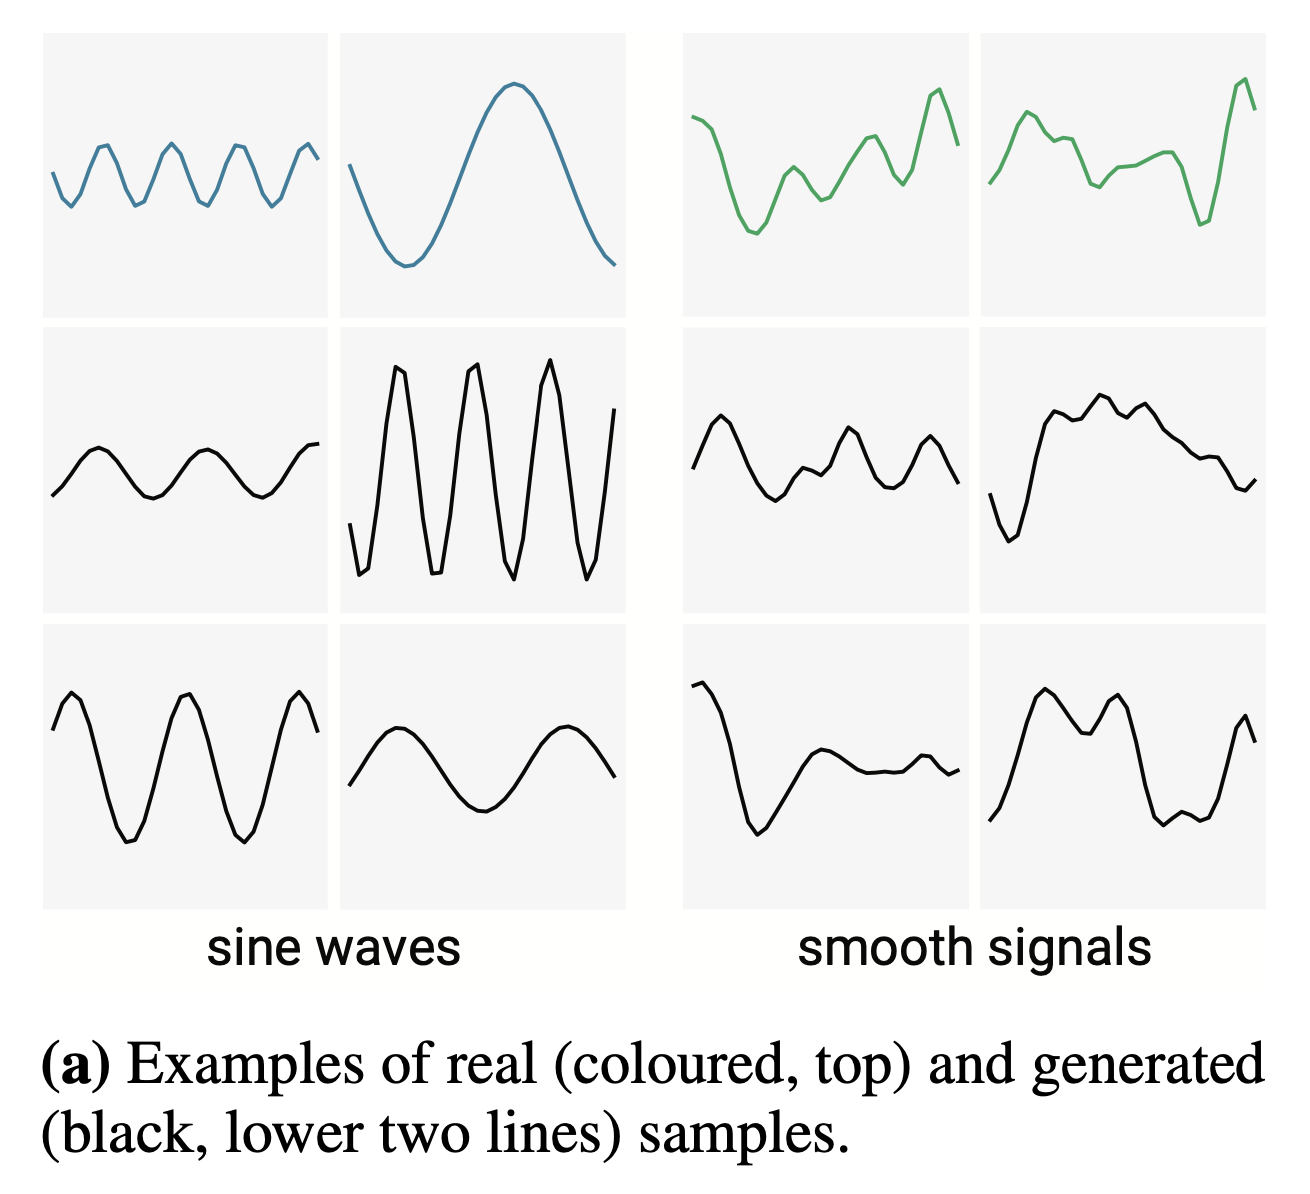 sine waves
smooth signals
(a) Examples of real (coloured, top) and generated
(black, lower two lines) samples.